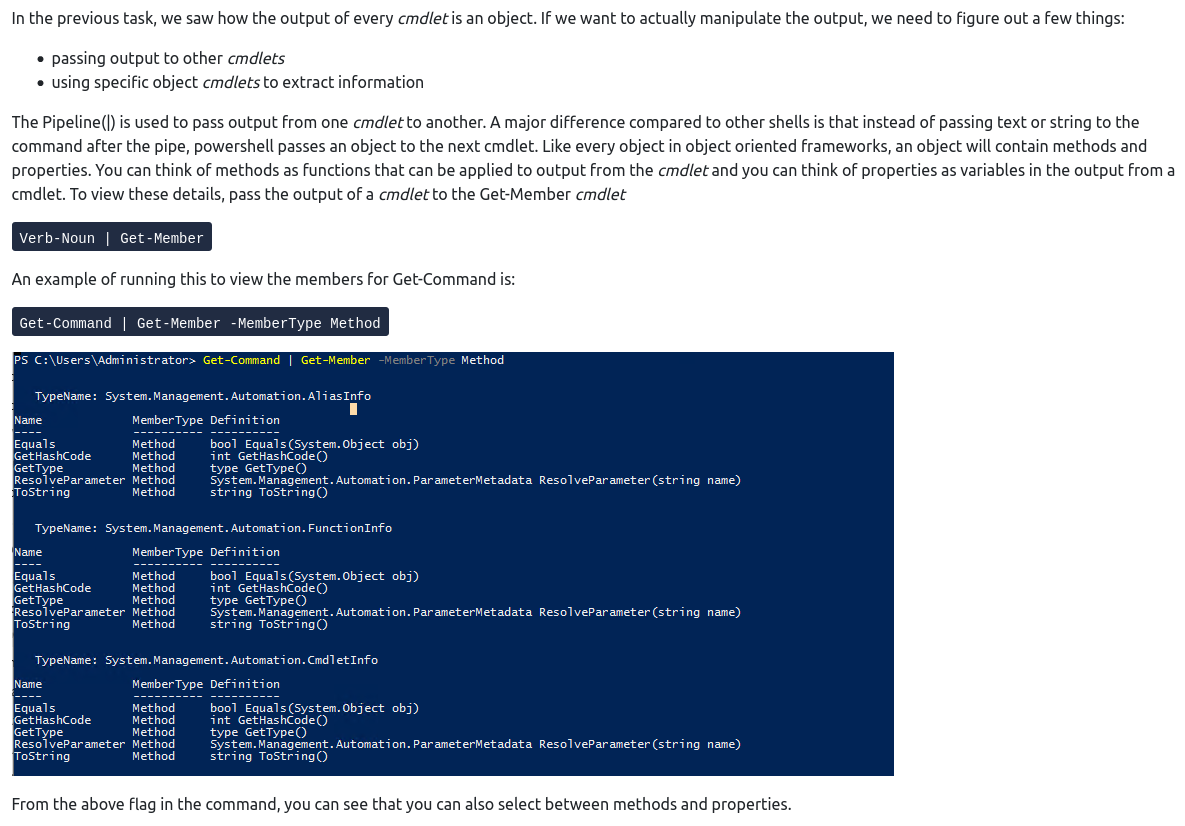 In the previous task, we saw how the output of every cmdlet is an object. If we want to actually manipulate the output, we need to figure out a few things:
• passing output to other cmdlets
• using specific object cmdlets to extract information
The Pipeline(|) is used to pass output from one cmdlet to another. A major difference compared to other shells is that instead of passing text or string to the
command after the pipe, powershell passes an object to the next cmdlet. Like every object in object oriented frameworks, an object will contain methods and
properties. You can think of methods as functions that can be applied to output from the cmdlet and you can think of properties as variables in the output from a
cmdlet. To view these details, pass the output of a cmdlet to the Get-Member cmdlet
Verb-Noun | Get-Member
An example of running this to view the members for Get-Command is:
Get-Command | Get-Member -MemberType Method
PS C:\Users\Administrator> Get-Command | Get-Member -MemberType Method
TypeName: System.Management.Automation.AliasInfo
Name MemberType Definition
---- ---------- ----------
Equals Method bool Equals(System.Object obj)
GetHashCode Method int GetHashCode()
GetType Method type GetType()
ResolveParameter Method System.Management.Automation.ParameterMetadata ResolveParameter(string name)
ToString Method string ToString()
TypeName: System.Management.Automation.FunctionInfo
Name MemberType Definition
---- ---------- ----------
Equals Method bool Equals(System.Object obj)
GetHashCode Method int GetHashCode()
GetType Method type GetType()
ResolveParameter Method System.Management.Automation.ParameterMetadata ResolveParameter(string name)
ToString Method string ToString()
TypeName: System.Management.Automation.CmdletInfo
Name MemberType Definition
---- ---------- ----------
Equals Method bool Equals(System.Object obj)
GetHashCode Method int GetHashCode()
GetType Method type GetType()
ResolveParameter Method System.Management.Automation.ParameterMetadata ResolveParameter(string name)
ToString Method string ToString()
From the above flag in the command, you can see that you can also select between methods and properties.